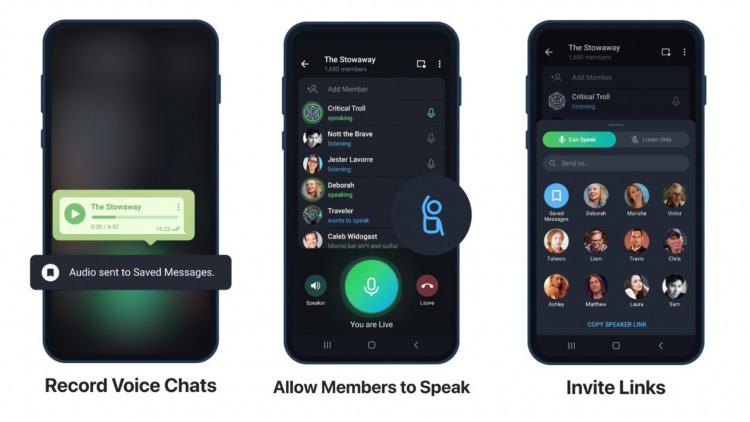 The Stowaway
0:00 / 4:52
16:22
Audio sent to Saved Messages.
Record Voice Chats
The Stowaway
1,680 members
Add Member
Critical Troll
speaking
Nott the Brave
listening
Jester Lavorre
listening
Deborah
speaking
Traveler
wants to speak
Caleb Widogast
Mismo bat sh*t and sulfur
Speaker
Leave
You are Live
Allow Members to Speak
The Stowaway
1,680 members
Add Member
Critical Troll
listening
Can Speak
Listen Only
Send to...
Saved Messages
Deborah
Marisha
Victor
Taliesin
Liam
Travis
Chris
Ashley
Matthew
Laura
Sam
COPY SPEAKER LINK
Invite Links